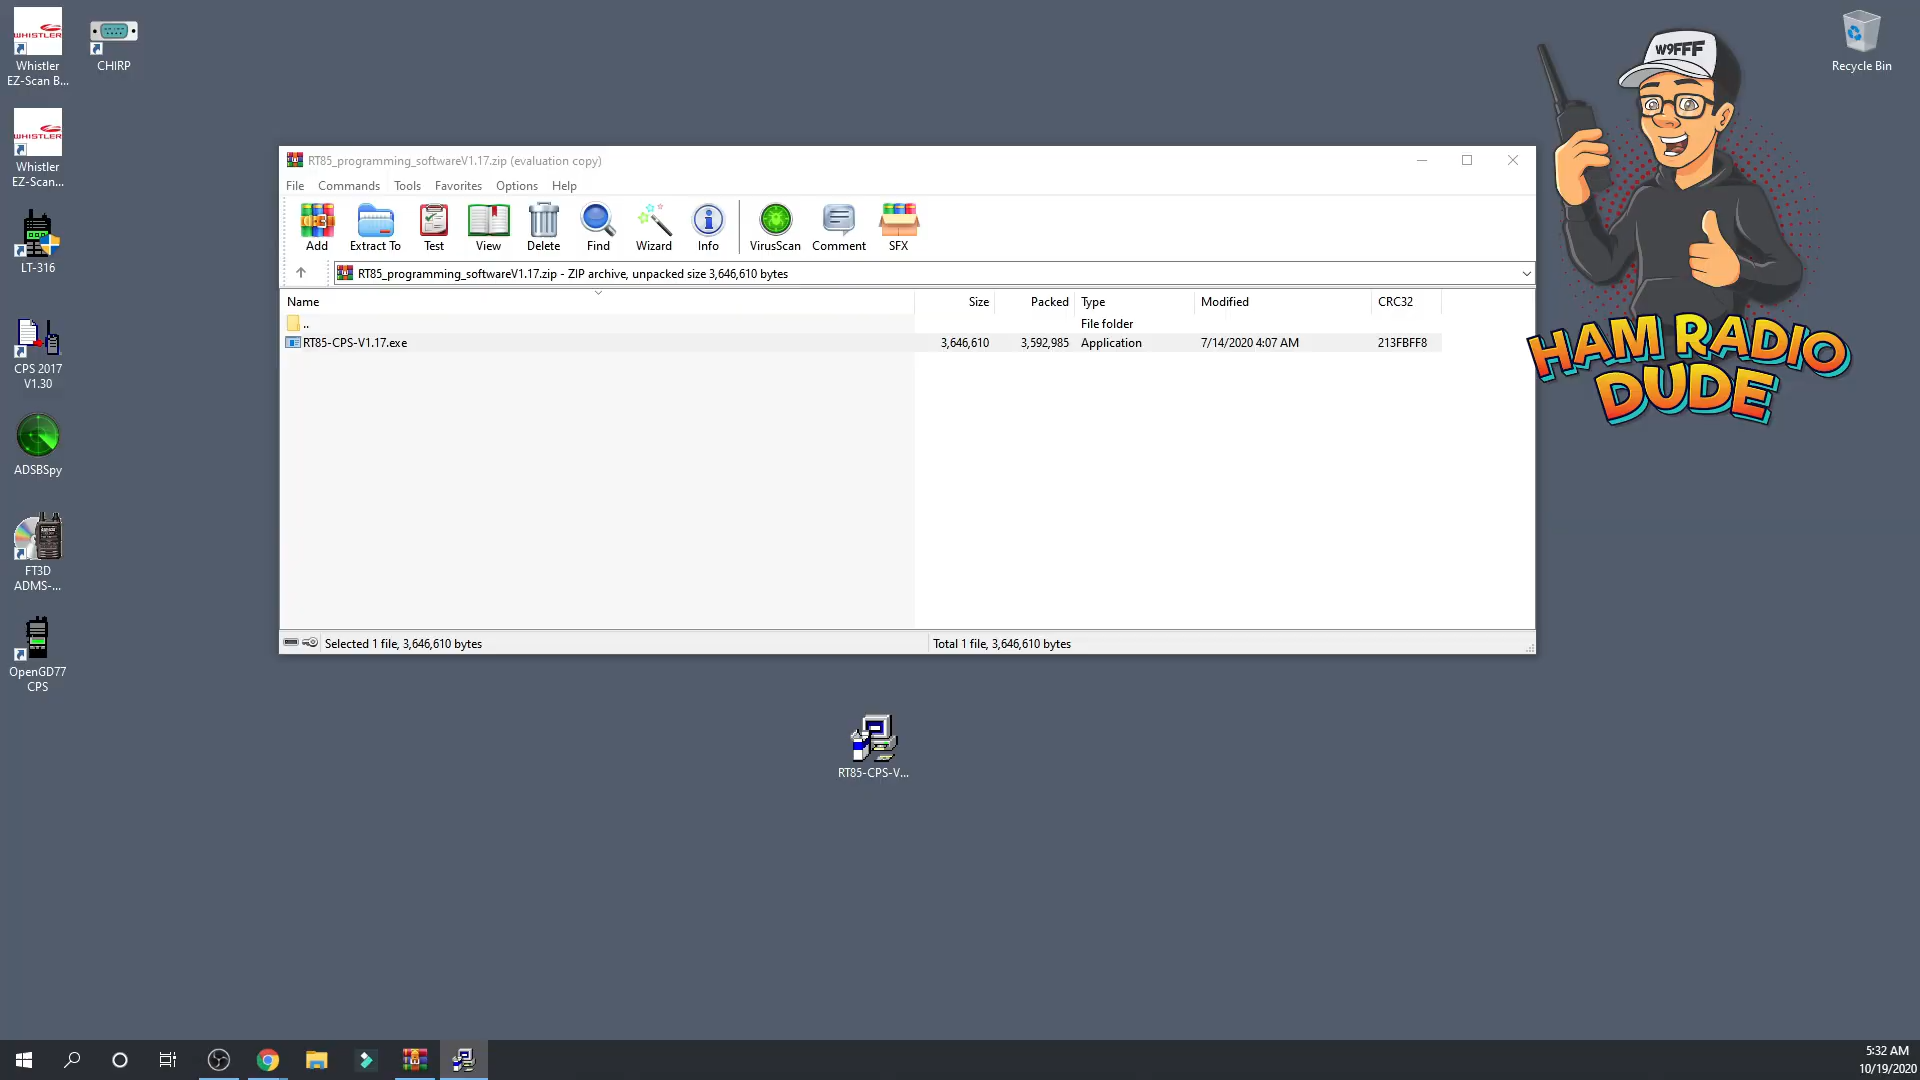 Whistler
EZ-Scan B...
CHIRP
Recycle Bin
WHISTLER
WHISTLER
Whistler
EZ-Scan...
LT-316
CPS 2017
V1.30
ADSBSpy
FT3D
ADMS-...
OpenGD77
CPS
W9FFF
HAM RADIO
DUDE
RT85_programming_softwareV1.17.zip (evaluation copy)
File Commands Tools Favorites Options Help
Add Extract To Test View Delete Find Wizard Info VirusScan Comment SFX
RT85_programming_softwareV1.17.zip - ZIP archive, unpacked size 3,646,610 bytes
Name Size Packed Type Modified CRC32
.. File folder
RT85-CPS-V1.17.exe 3,646,610 3,592,985 Application 7/14/2020 4:07 AM 213FBFF8
Selected 1 file, 3,646,610 bytes Total 1 file, 3,646,610 bytes
RT85-CPS-V...
5:32 AM
10/19/2020